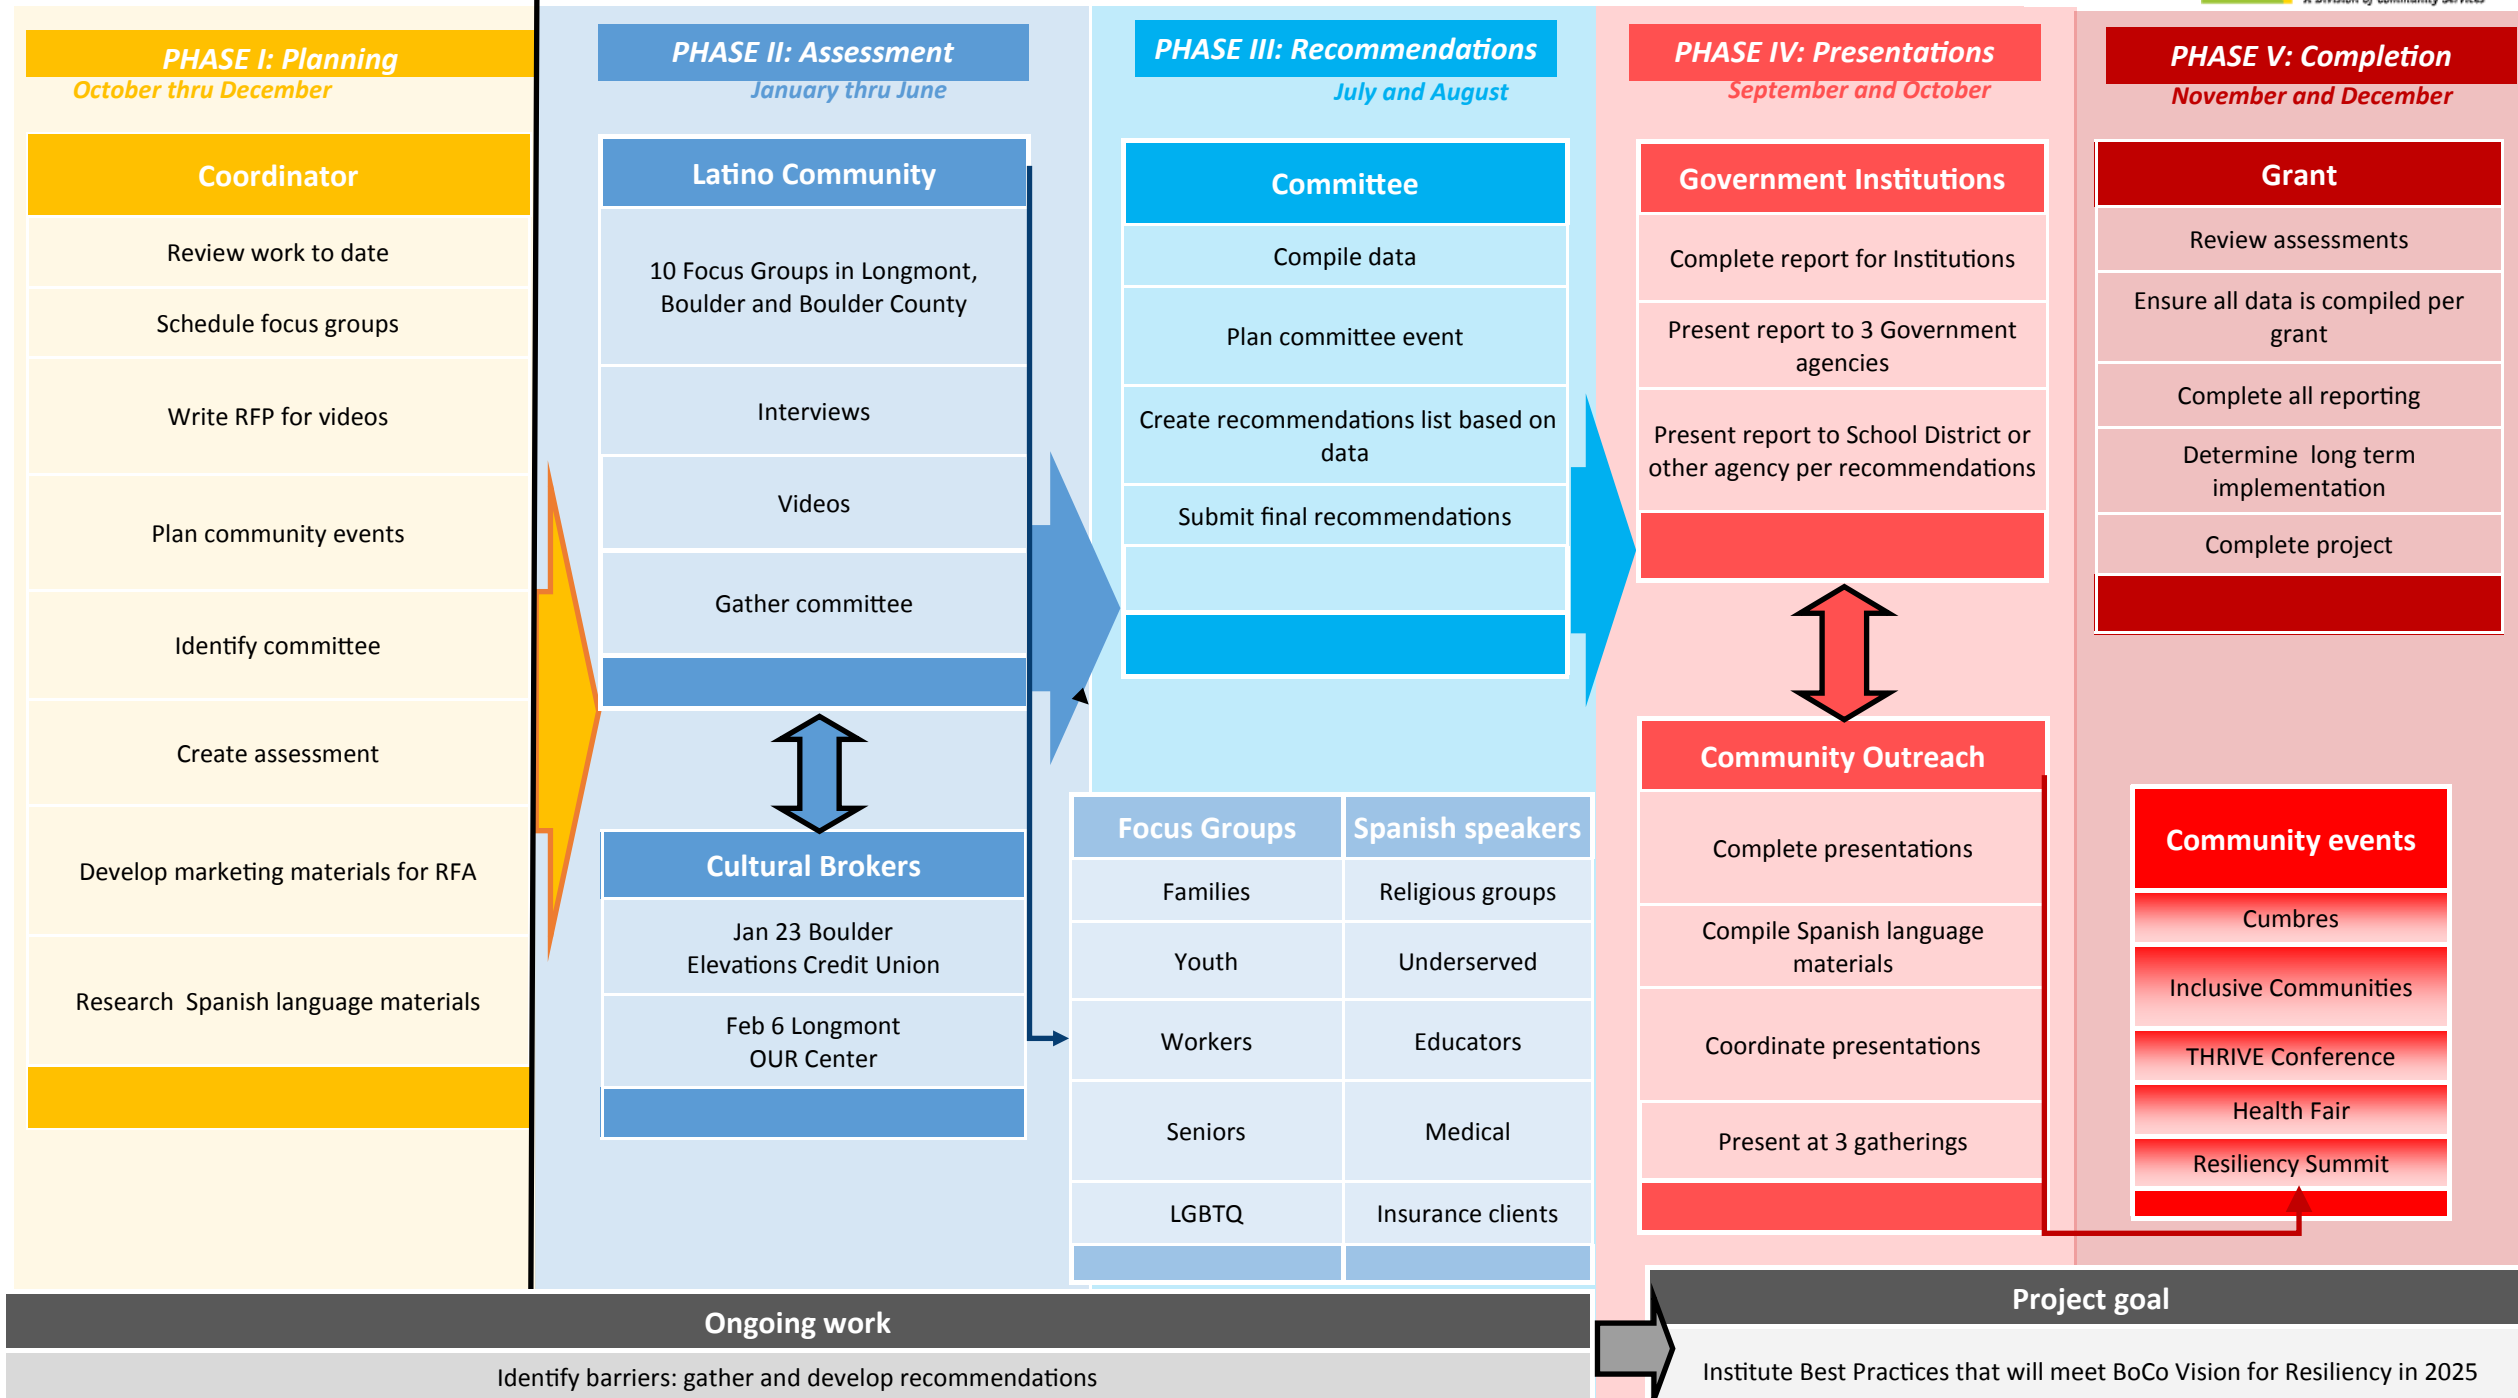 A Division of Community Services
PHASE I: Planning
October thru December
Coordinator
Review work to date
Schedule focus groups
Write RFP for videos
Plan community events
Identify committee
Create assessment
Develop marketing materials for RFA
Research Spanish language materials
PHASE II: Assessment
January thru June
Latino Community
10 Focus Groups in Longmont,
Boulder and Boulder County
Interviews
Videos
Gather committee
Cultural Brokers
Jan 23 Boulder
Elevations Credit Union
Feb 6 Longmont
OUR Center
PHASE III: Recommendations
July and August
Committee
Compile data
Plan committee event
Create recommendations list based on
data
Submit final recommendations
Focus Groups Spanish speakers
Families Religious groups
Youth Underserved
Workers Educators
Seniors Medical
LGBTQ Insurance clients
PHASE IV: Presentations
September and October
Government Institutions
Complete report for Institutions
Present report to 3 Government
agencies
Present report to School District or
other agency per recommendations
Community Outreach
Complete presentations
Compile Spanish language
materials
Coordinate presentations
Present at 3 gatherings
PHASE V: Completion
November and December
Grant
Review assessments
Ensure all data is compiled per
grant
Complete all reporting
Determine long term
implementation
Complete project
Community events
Cumbres
Inclusive Communities
THRIVE Conference
Health Fair
Resiliency Summit
Ongoing work
Identify barriers: gather and develop recommendations
Project goal
Institute Best Practices that will meet BoCo Vision for Resiliency in 2025